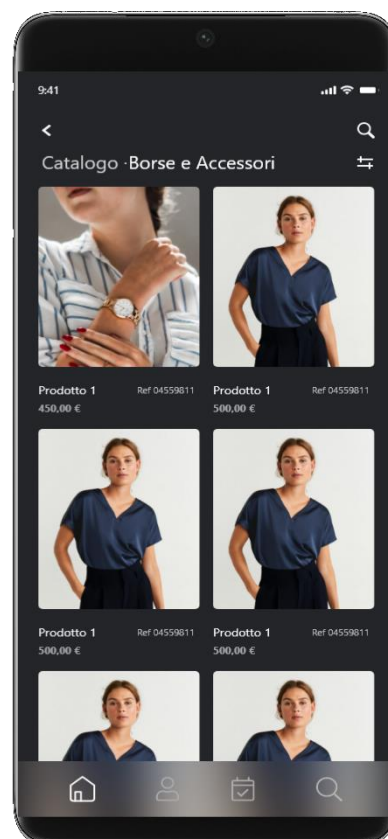 9:41
Catalogo ·Borse e Accessori
Prodotto 1 Ref 04559811
450,00 €
Prodotto 1 Ref 04559811
500,00 €
Prodotto 1 Ref 04559811
500,00 €
Prodotto 1 Ref 04559811
500,00 €